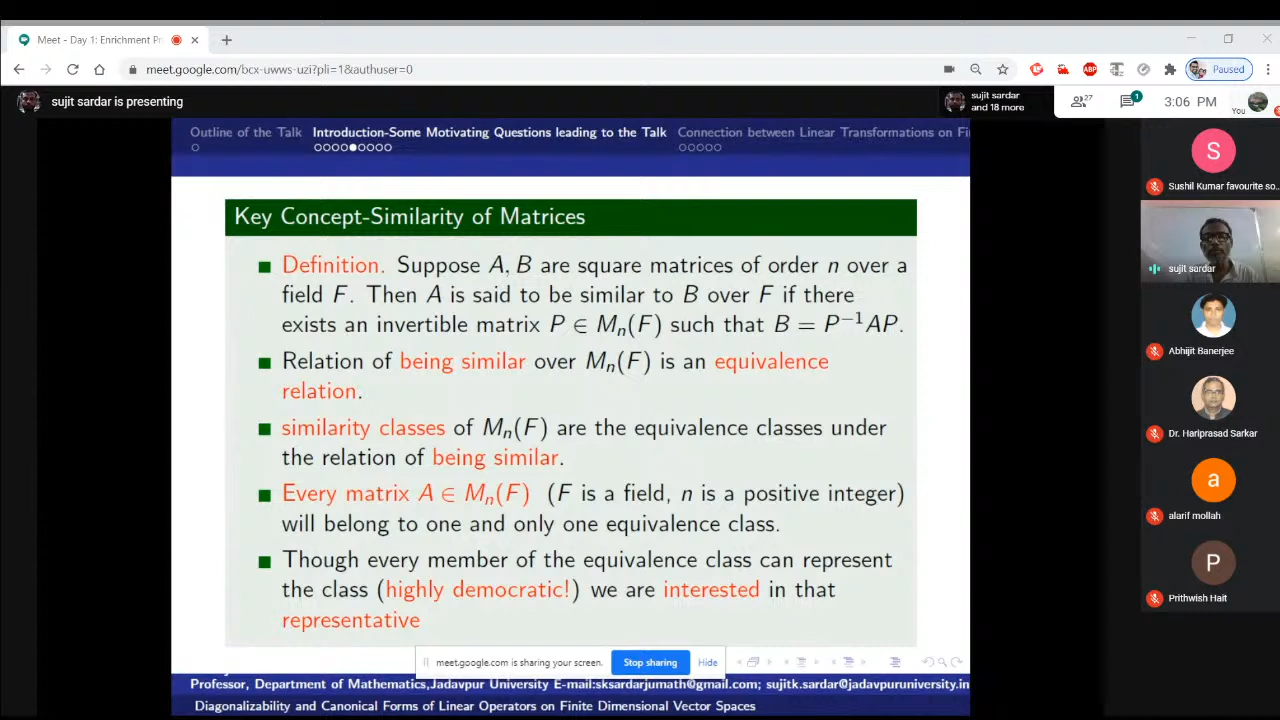 Meet - Day 1: Enrichment Pr
meet.google.com/bcx-uwws-uzi?pli=1&authuser=0
ABP
Paused
sujit sardar is presenting
sujit sardar
and 18 more
27
1
3:06 PM
You
Outline of the Talk
Introduction-Some Motivating Questions leading to the Talk
Connection between Linear Transformations on Fi
Key Concept-Similarity of Matrices
Definition. Suppose A, B are square matrices of order n over a
field F. Then A is said to be similar to B over F if there
exists an invertible matrix P ∈ Mₙ(F) such that B = P⁻¹AP.
Relation of being similar over Mₙ(F) is an equivalence
relation.
similarity classes of Mₙ(F) are the equivalence classes under
the relation of being similar.
Every matrix A ∈ Mₙ(F) (F is a field, n is a positive integer)
will belong to one and only one equivalence class.
Though every member of the equivalence class can represent
the class (highly democratic!) we are interested in that
representative
meet.google.com is sharing your screen.
Stop sharing
Hide
Professor, Department of Mathematics,Jadavpur University E-mail:sksardarjumath@gmail.com; sujitk.sardar@jadavpuruniversity.in
Diagonalizability and Canonical Forms of Linear Operators on Finite Dimensional Vector Spaces
S
Sushil Kumar favourite so...
sujit sardar
Abhijit Banerjee
Dr. Hariprasad Sarkar
a
alarif mollah
P
Prithwish Hait